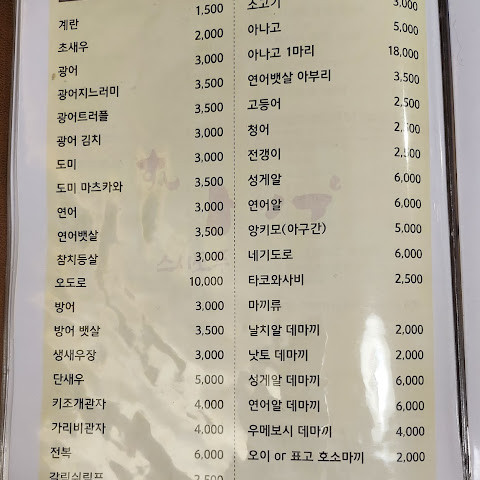 계란 1,500
초새우 2,000
광어 3,000
광어지느러미 3,500
광어트러플 3,500
광어 김치 3,000
도미 3,000
도미 마츠카와 3,500
연어 3,000
연어뱃살 3,500
참치등살 3,000
오도로 10,000
방어 3,000
방어 뱃살 3,500
생새우장 3,000
단새우 5,000
키조개관자 4,000
가리비관자 4,000
전복 6,000
2,500
소고기 3,000
아나고 5,000
아나고 1마리 18,000
연어뱃살 아부리 3,500
고등어 2,500
청어 2,500
전갱이 2,500
성게알 6,000
연어알 6,000
앙키모(아구간) 5,000
네기도로 6,000
타코와사비 2,500
마끼류
날치알 데마끼 2,000
낫토 데마끼 2,000
성게알 데마끼 6,000
연어알 데마끼 6,000
우메보시 데마끼 4,000
오이 or 표고 호소마끼 2,000